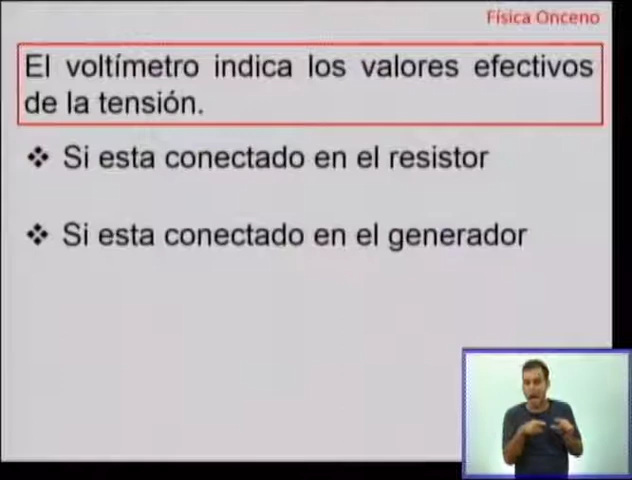 Física Onceno
El voltímetro indica los valores efectivos
de la tensión.
Si esta conectado en el resistor
Si esta conectado en el generador